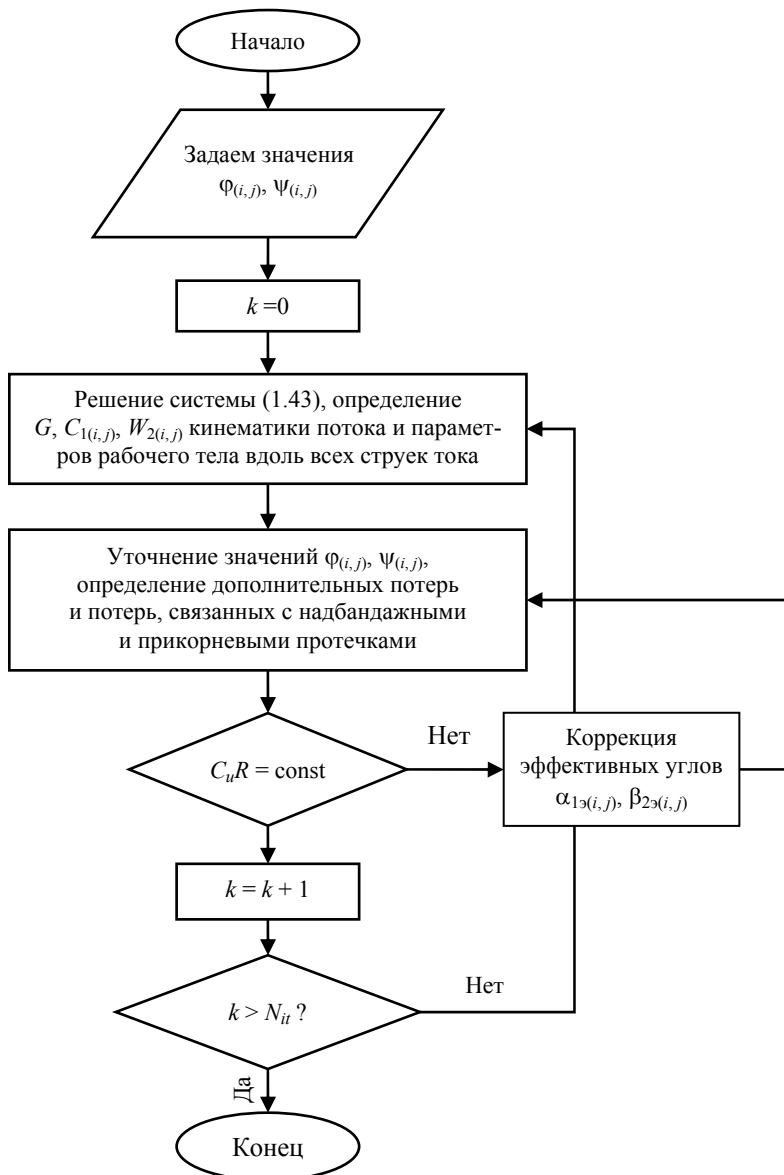 Начало
Задаем значения
φ(i, j), ψ(i, j)
k =0
Решение системы (1.43), определение
G, C1(i, j), W2(i, j) кинематики потока и парамет-
ров рабочего тела вдоль всех струек тока
Уточнение значений φ(i, j), ψ(i, j),
определение дополнительных потерь
и потерь, связанных с надбандажными
и прикорневыми протечками
CuR = const
Нет
Коррекция
эффективных углов
α1э(i, j), β2э(i, j)
k = k + 1
k > Nit ?
Нет
Да
Конец